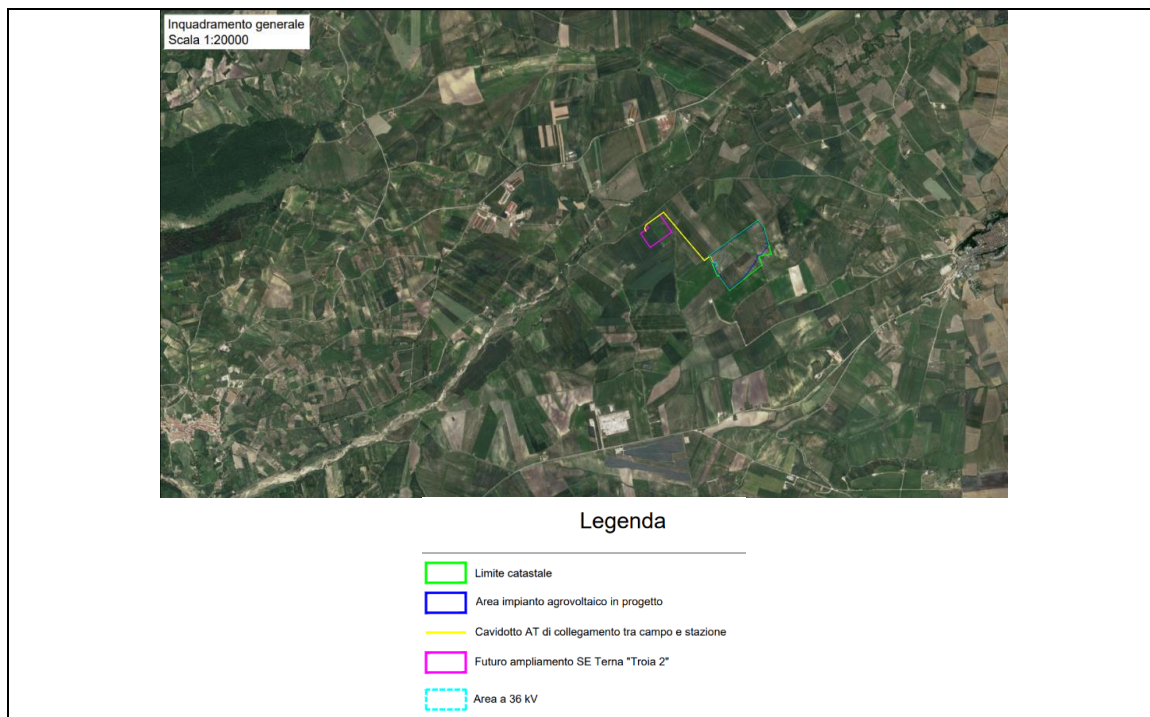 Inquadramento generale
Scala 1:20000
Legenda
Limite catastale
Area impianto agrovoltaico in progetto
Cavidotto AT di collegamento tra campo e stazione
Futuro ampliamento SE Terna "Troia 2"
Area a 36 kV